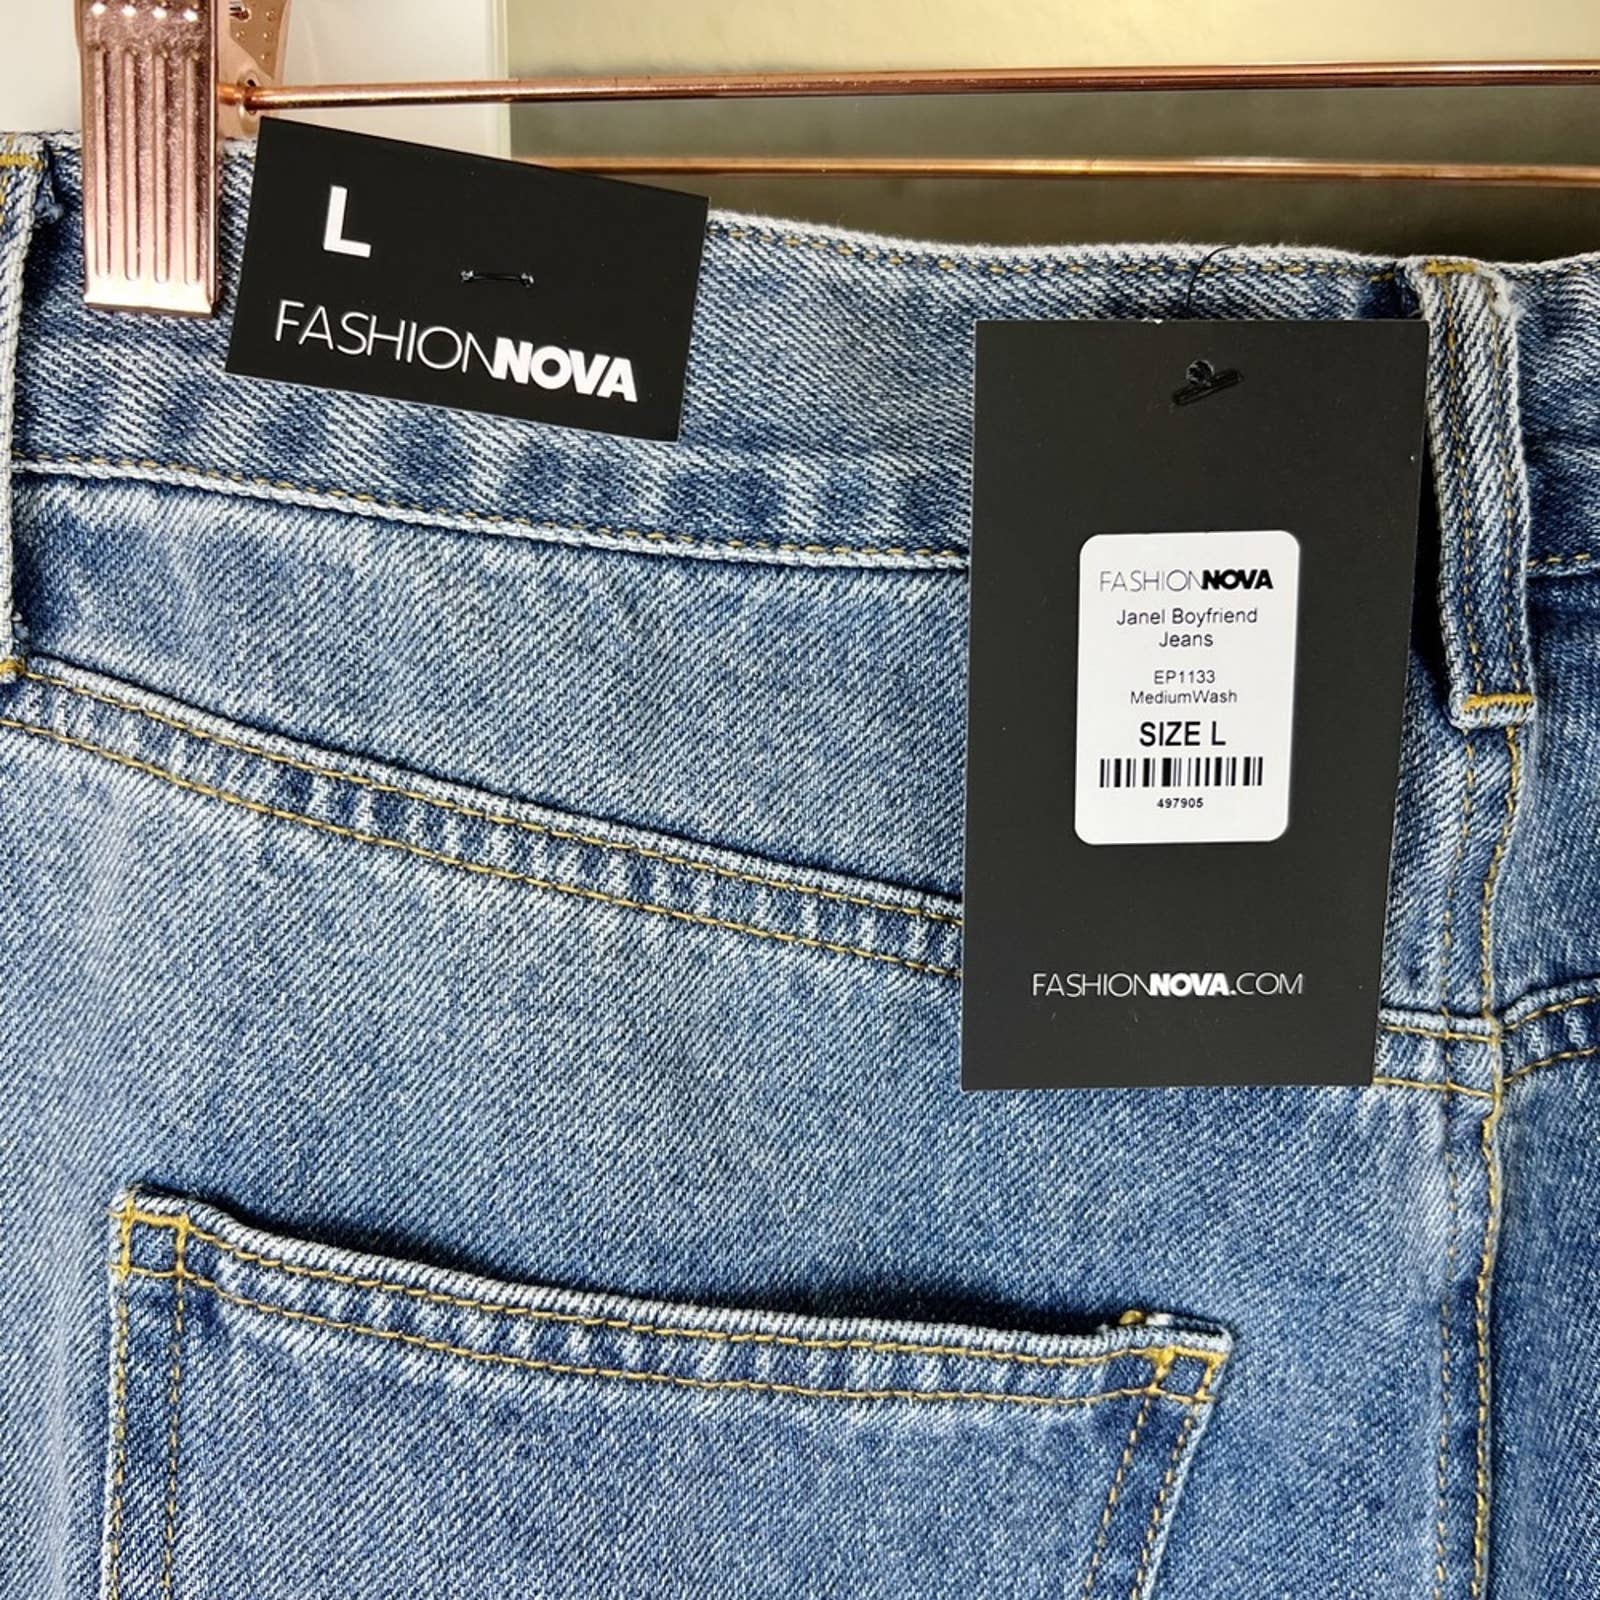 L
FASHIONNOVA
FASHIONNOVA
Janel Boyfriend
Jeans
EP1133
MediumWash
SIZE L
497905
FASHIONNOVA.COM